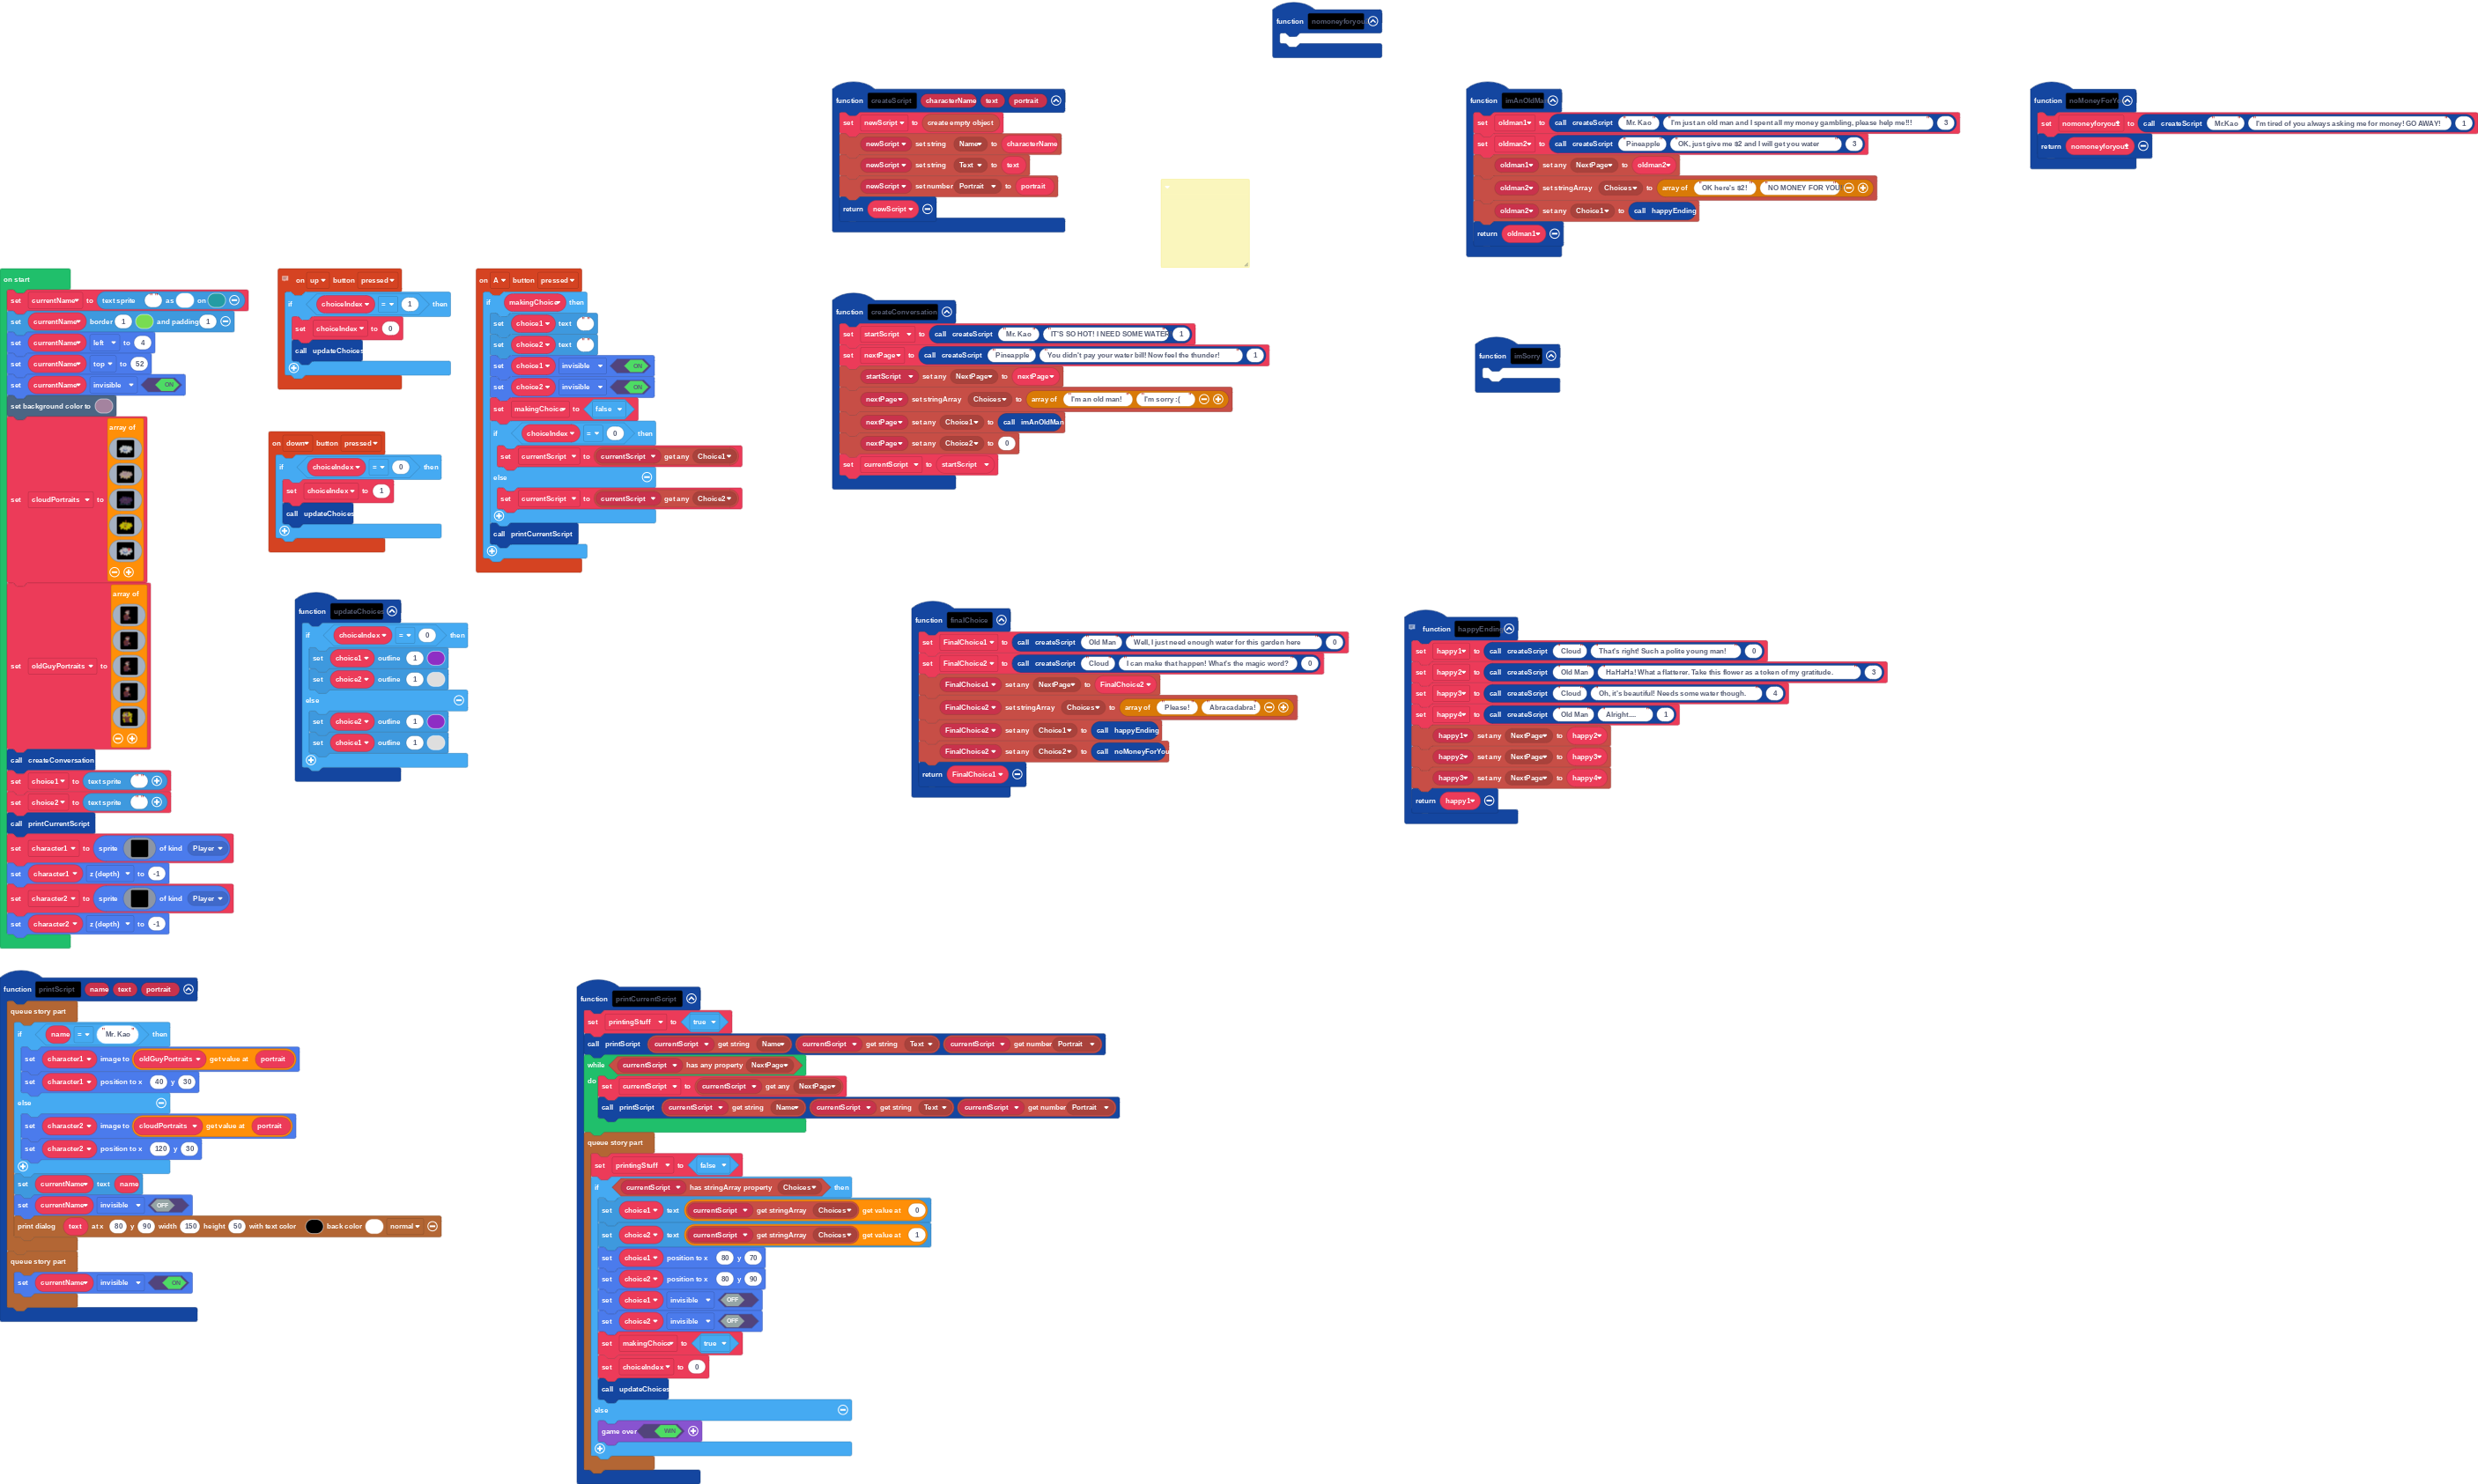 function nomoneyforyou
function createScript characterName text portrait
set newScript to create empty object
newScript set string Name to characterName
newScript set string Text to text
newScript set number Portrait to portrait
return newScript
function imAnOldMa
set oldman1 to call createScript Mr. Kao I'm just an old man and I spent all my money gambling, please help me!!! 3
set oldman2 to call createScript Pineapple OK, just give me $2 and I will get you water 3
oldman1 set any NextPage to oldman2
oldman2 set stringArray Choices to array of OK here's $2! NO MONEY FOR YOU
oldman2 set any Choice1 to call happyEnding
return oldman1
function noMoneyForYo
set nomoneyforyou1 to call createScript Mr.Kao I'm tired of you always asking me for money! GO AWAY! 1
return nomoneyforyou1
on start
set currentName to text sprite " " as on
set currentName border 1 and padding 1
set currentName left to 4
set currentName top to 52
set currentName invisible ON
set background color to
set cloudPortraits to array of
set oldGuyPortraits to array of
call createConversation
set choice1 to text sprite " "
set choice2 to text sprite " "
call printCurrentScript
set character1 to sprite of kind Player
set character1 z (depth) to -1
set character2 to sprite of kind Player
set character2 z (depth) to -1
on up button pressed
if choiceIndex = 1 then
set choiceIndex to 0
call updateChoices
on down button pressed
if choiceIndex = 0 then
set choiceIndex to 1
call updateChoices
on A button pressed
if makingChoice then
set choice1 text " "
set choice2 text " "
set choice1 invisible ON
set choice2 invisible ON
set makingChoice to false
if choiceIndex = 0 then
set currentScript to currentScript get any Choice1
else
set currentScript to currentScript get any Choice2
call printCurrentScript
function createConversation
set startScript to call createScript Mr. Kao IT'S SO HOT! I NEED SOME WATER 1
set nextPage to call createScript Pineapple You didn't pay your water bill! Now feel the thunder! 1
startScript set any NextPage to nextPage
nextPage set stringArray Choices to array of I'm an old man! I'm sorry :(
nextPage set any Choice1 to call imAnOldMan
nextPage set any Choice2 to 0
set currentScript to startScript
function imSorry
function updateChoices
if choiceIndex = 0 then
set choice1 outline 1
set choice2 outline 1
else
set choice2 outline 1
set choice1 outline 1
function finalChoice
set FinalChoice1 to call createScript Old Man Well, I just need enough water for this garden here 0
set FinalChoice2 to call createScript Cloud I can make that happen! What's the magic word? 0
FinalChoice1 set any NextPage to FinalChoice2
FinalChoice2 set stringArray Choices to array of Please! Abracadabra!
FinalChoice2 set any Choice1 to call happyEnding
FinalChoice2 set any Choice2 to call noMoneyForYou
return FinalChoice1
function happyEnding
set happy1 to call createScript Cloud That's right! Such a polite young man! 0
set happy2 to call createScript Old Man HaHaHa! What a flatterer. Take this flower as a token of my gratitude. 3
set happy3 to call createScript Cloud Oh, it's beautiful! Needs some water though. 4
set happy4 to call createScript Old Man Alright.... 1
happy1 set any NextPage to happy2
happy2 set any NextPage to happy3
happy3 set any NextPage to happy4
return happy1
function printScript name text portrait
queue story part
if name = "Mr. Kao" then
set character1 image to oldGuyPortraits get value at portrait
set character1 position to x 40 y 30
else
set character2 image to cloudPortraits get value at portrait
set character2 position to x 120 y 30
set currentName text name
set currentName invisible OFF
print dialog text at x 80 y 90 width 150 height 50 with text color back color normal
queue story part
set currentName invisible ON
function printCurrentScript
set printingStuff to true
call printScript currentScript get string Name currentScript get string Text currentScript get number Portrait
while currentScript has any property NextPage
do set currentScript to currentScript get any NextPage
call printScript currentScript get string Name currentScript get string Text currentScript get number Portrait
queue story part
set printingStuff to false
if currentScript has stringArray property Choices then
set choice1 text currentScript get stringArray Choices get value at 0
set choice2 text currentScript get stringArray Choices get value at 1
set choice1 position to x 80 y 70
set choice2 position to x 80 y 90
set choice1 invisible OFF
set choice2 invisible OFF
set makingChoice to true
set choiceIndex to 0
call updateChoices
else
game over WIN